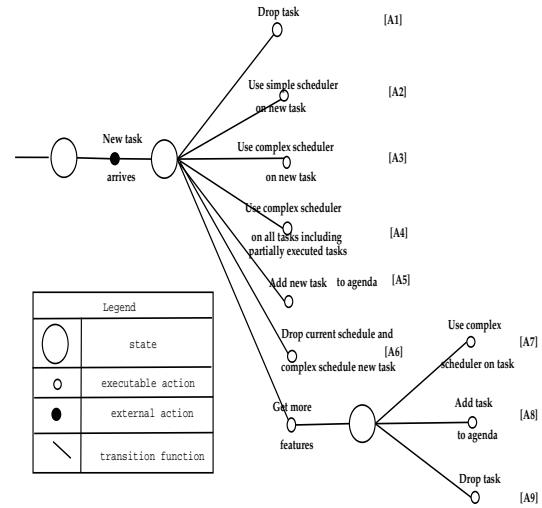 Drop task [A1]
Use simple scheduler [A2]
on new task
New task
arrives
Use complex scheduler [A3]
on new task
Use complex scheduler
on all tasks including [A4]
partially executed tasks
Add new task to agenda [A5]
Drop current schedule and
complex schedule new task [A6]
Get more
features
Use complex [A7]
scheduler on task
Add task [A8]
to agenda
Drop task
[A9]
Legend
state
executable action
external action
transition function